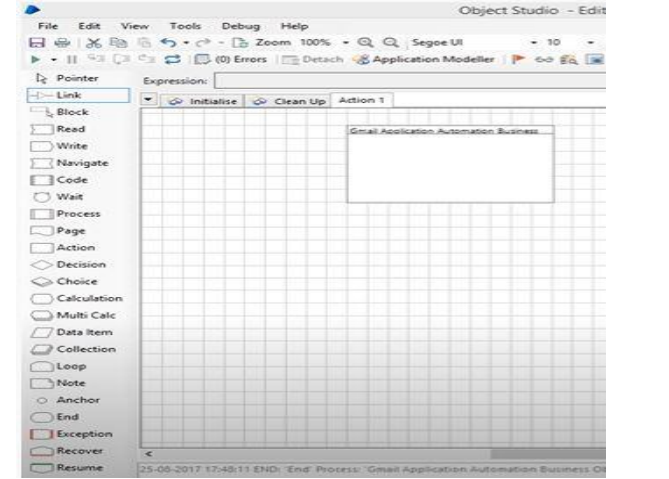 Object Studio - Edit
File Edit View Tools Debug Help
Zoom 100% Segoe UI 10
(0) Errors Detach Application Modeller
Pointer
Expression:
Link
Initialise Clean Up Action 1
Block
Read
Gmail Application Automation Business
Write
Navigate
Code
Wait
Process
Page
Action
Decision
Choice
Calculation
Multi Calc
Data Item
Collection
Loop
Note
Anchor
End
Exception
Recover
Resume
25-08-2017 17:48:11 END: 'End' Process: 'Gmail Application Automation Business O